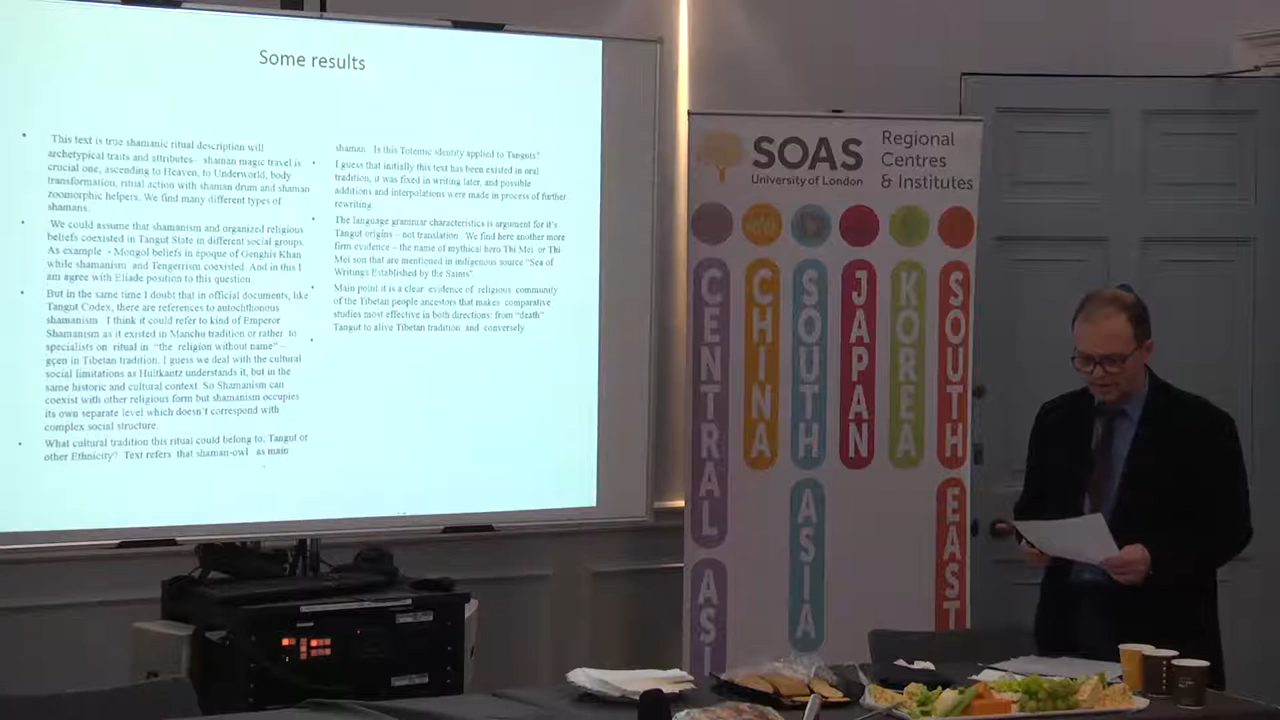 Some results
• This text is true shamanic ritual description will
archetypical traits and attributes– shaman magic travel is
crucial one, ascending to Heaven, to Underworld, body
transformation, ritual action with shaman drum and shaman
zoomorphic helpers. We find many different types of
shamans.
• We could assume that shamanism and organized religious
beliefs coexisted in Tangut State in different social groups.
As example - Mongol beliefs in epoque of Genghis Khan
while shamanism and Tengerrism coexisted. And in this I
am agree with Eliade position to this question.
• But in the same time I doubt that in official documents, like
Tangut Codex, there are references to autochthonous
shamanism I think it could refer to kind of Emperor
Shamanism as it existed in Manchu tradition or rather to
specialists on ritual in "the religion without name" –
gçen in Tibetan tradition. I guess we deal with the cultural
social limitations as Hultkantz understands it, but in the
same historic and cultural context. So Shamanism can
coexist with other religious form but shamanism occupies
its own separate level which doesn't correspond with
complex social structure.
• What cultural tradition this ritual could belong to, Tangut or
other Ethnicity? Text refers that shaman-owl as main
shaman Is this Totemic identity applied to Tanguts?
• I guess that initially this text has been existed in oral
tradition, it was fixed in writing later, and possible
additions and interpolations were made in process of further
rewriting.
• The language grammar characteristics is argument for it's
Tangut origins – not translation We find here another more
firm evidence – the name of mythical hero Thi Mei or Thi
Mei son that are mentioned in indigenous source "Sea of
Writings Established by the Saints".
• Main point it is a clear evidence of religious community
of the Tibetan people ancestors that makes comparative
studies most effective in both directions: from "death"
Tangut to alive Tibetan tradition and conversely
•
SOAS
University of London
Regional
Centres
& Institutes
CENTRAL ASI
CHINA
SOUTH ASIA
JAPAN
KOREA
SOUTH EAST